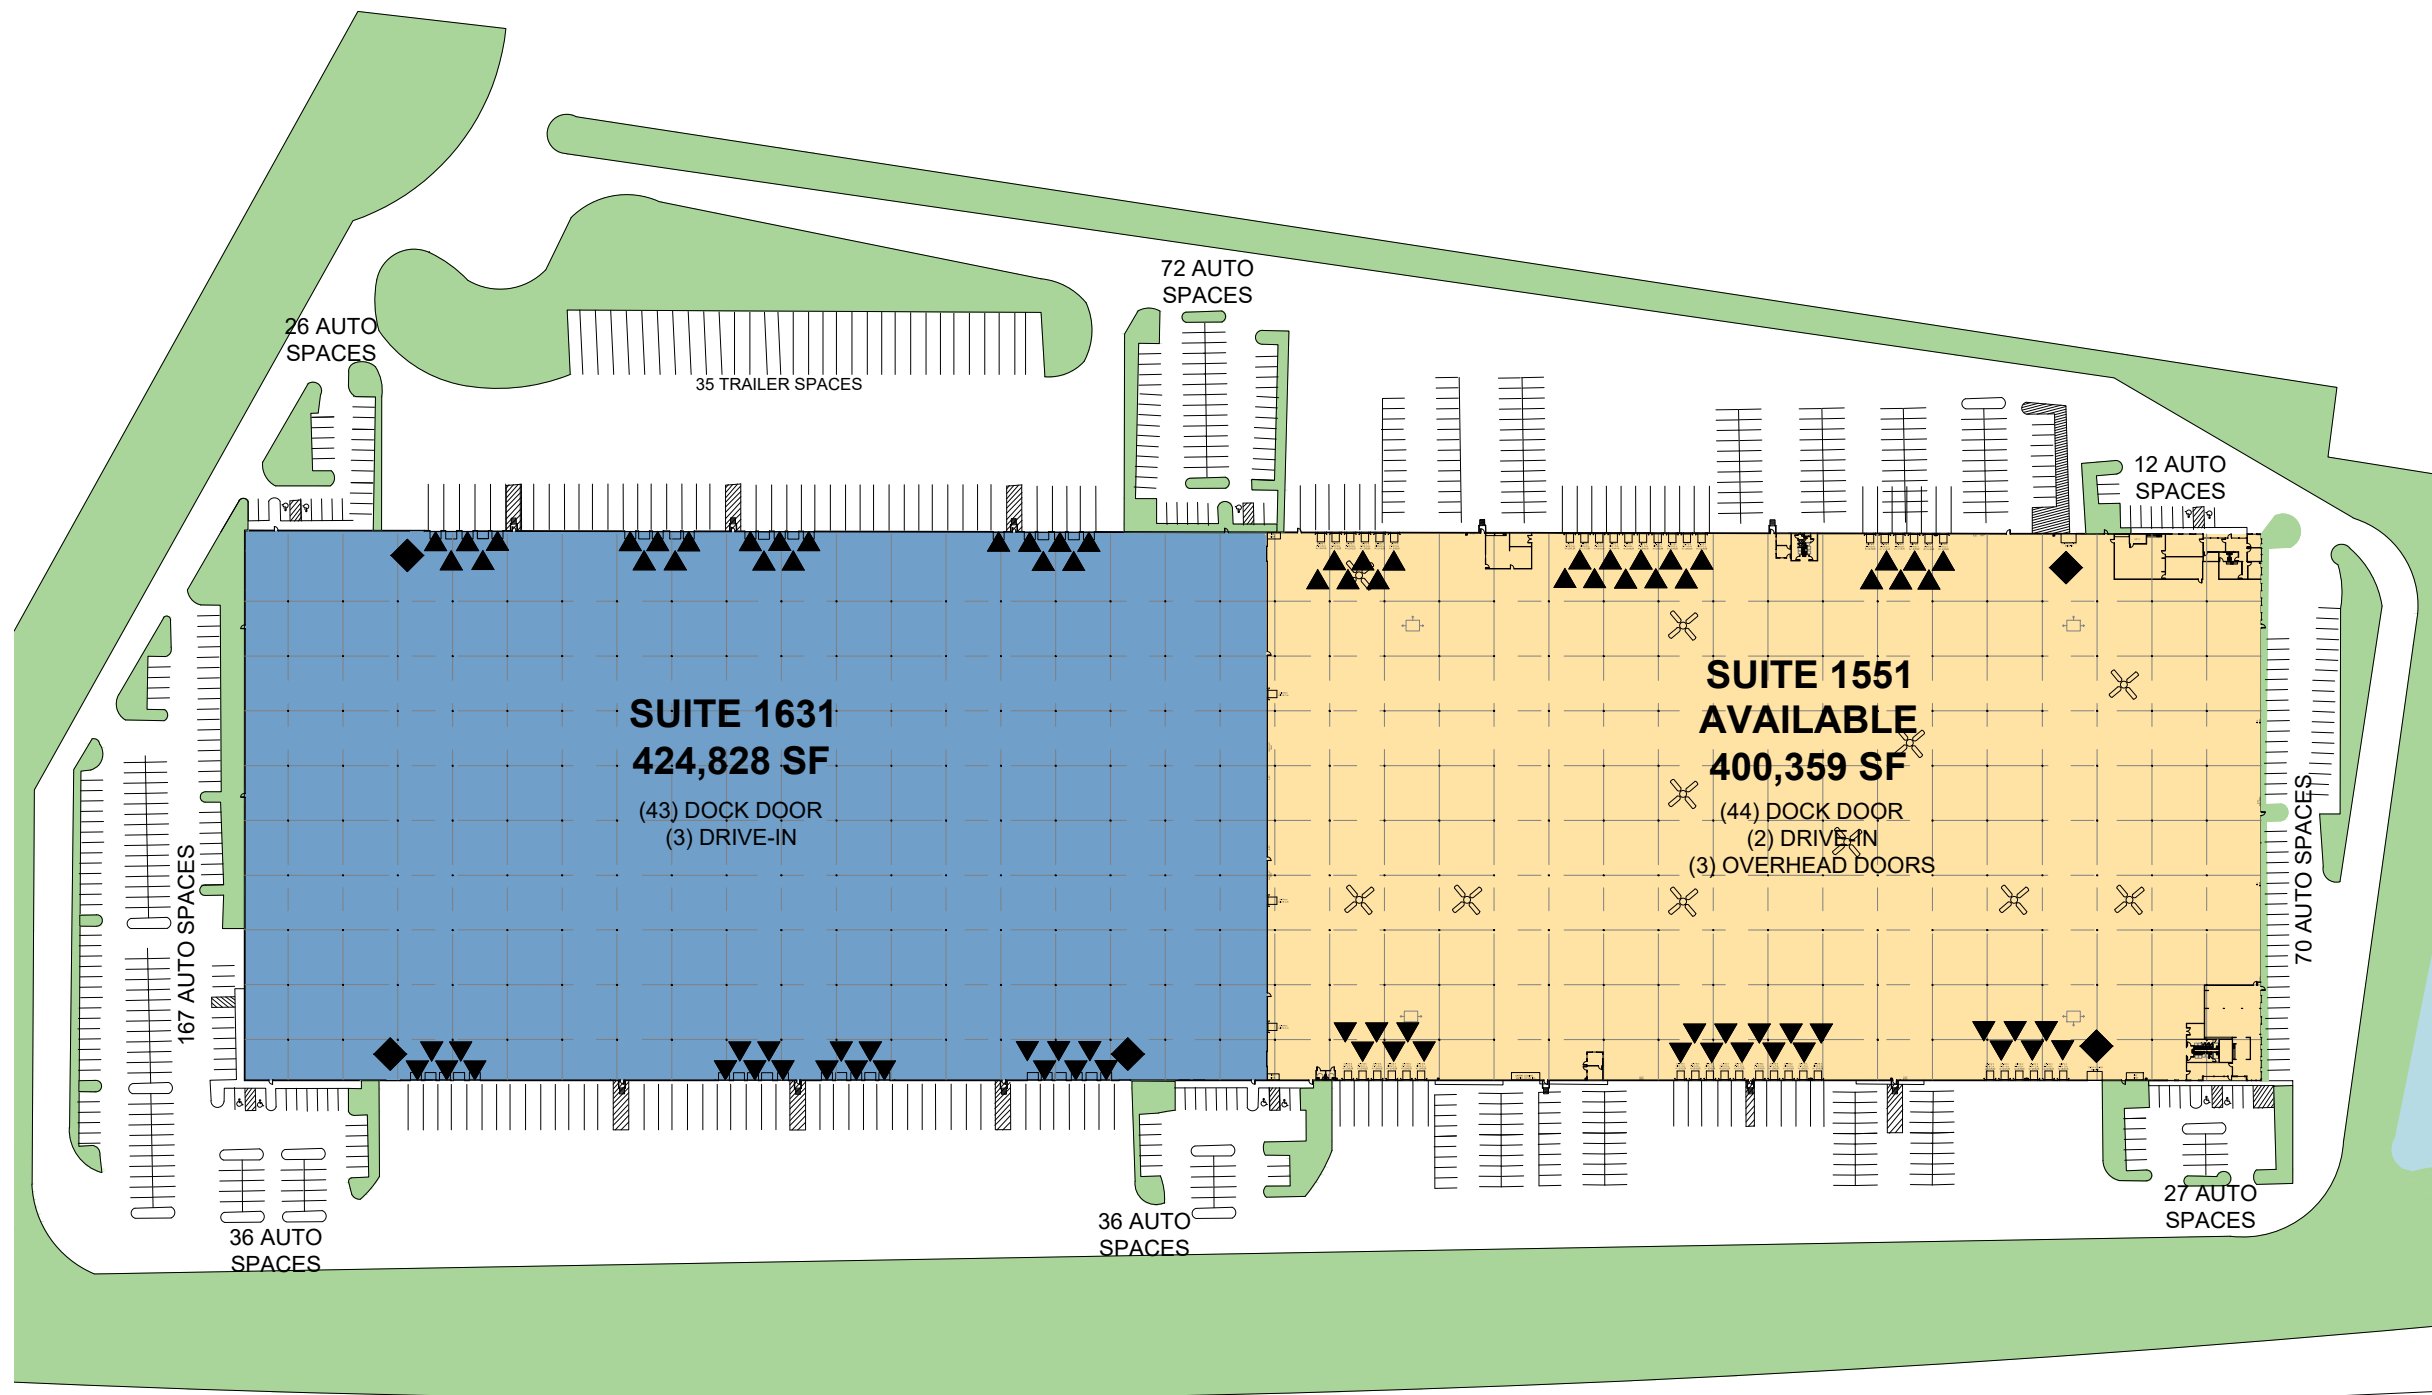 72 AUTO
SPACES
26 AUTO
SPACES
35 TRAILER SPACES
12 AUTO
SPACES
SUITE 1631
424,828 SF
(43) DOCK DOOR
(3) DRIVE-IN
SUITE 1551
AVAILABLE
400,359 SF
(44) DOCK DOOR
(2) DRIVE-IN
(3) OVERHEAD DOORS
167 AUTO SPACES
70 AUTO SPACES
36 AUTO
SPACES
36 AUTO
SPACES
27 AUTO
SPACES